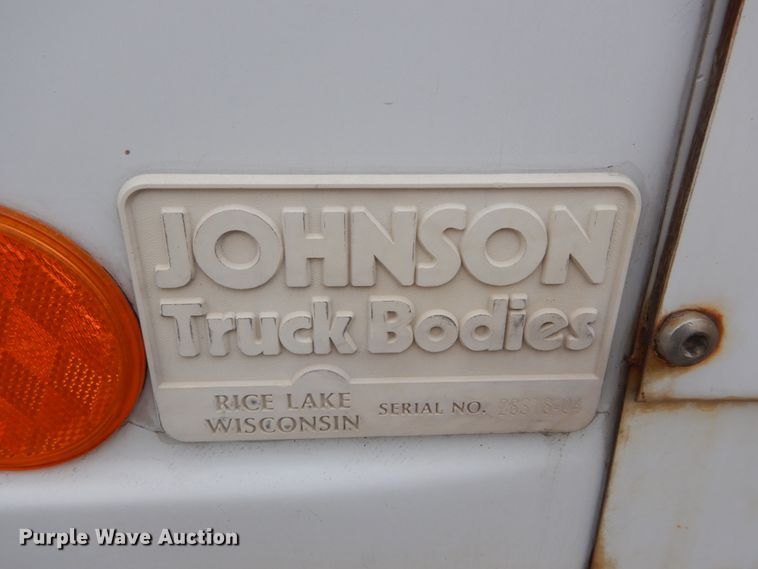 JOHNSON
Truck Bodies
RICE LAKE
WISCONSIN
SERIAL NO.
Purple Wave Auction